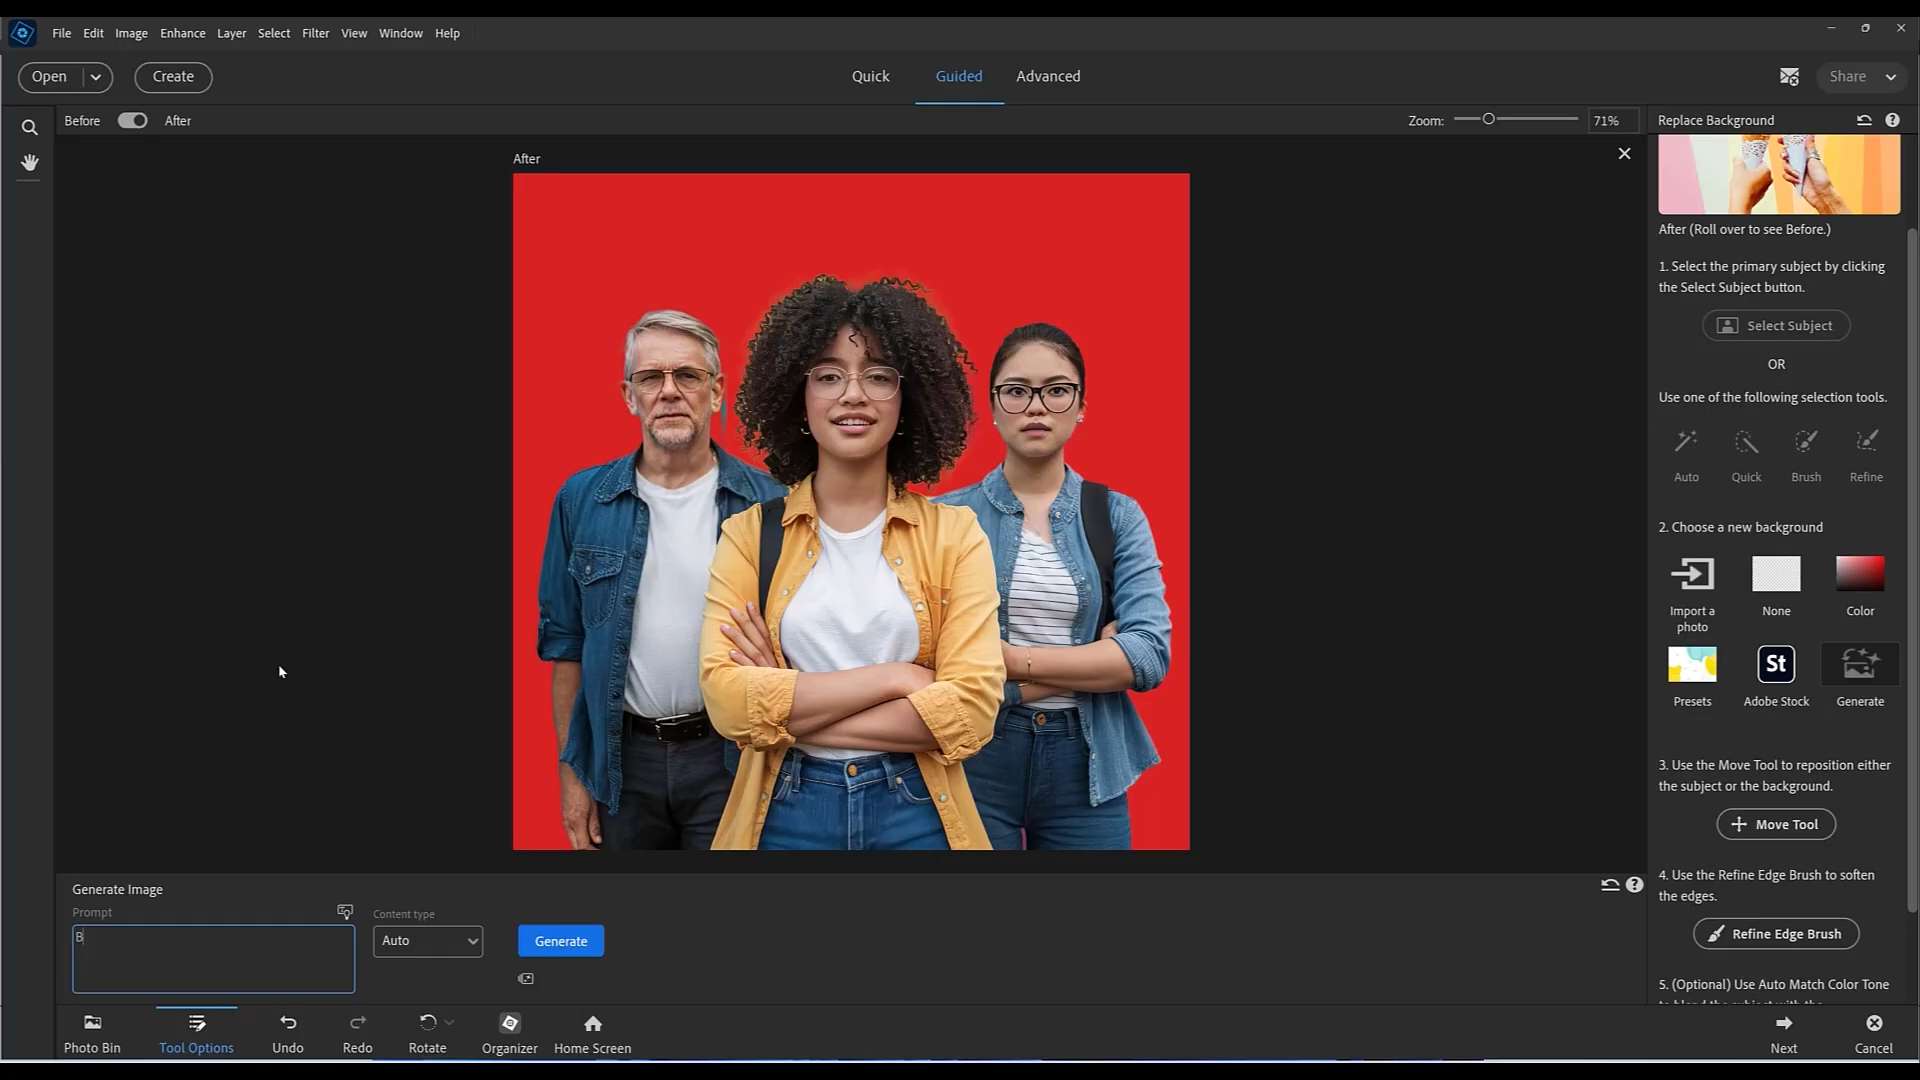 File Edit Image Enhance Layer Select Filter View Window Help
Open Create Quick Guided Advanced Share
Before After Zoom: 71% Replace Background
After
After (Roll over to see Before.)
1. Select the primary subject by clicking
the Select Subject button.
Select Subject
OR
Use one of the following selection tools.
Auto Quick Brush Refine
2. Choose a new background
Import a
photo
None
Color
St
Presets Adobe Stock Generate
3. Use the Move Tool to reposition either
the subject or the background.
Move Tool
4. Use the Refine Edge Brush to soften
the edges.
Refine Edge Brush
5. (Optional) Use Auto Match Color Tone
to blend the subject with the
Generate Image
Prompt
B
Content type
Auto
Generate
Photo Bin Tool Options Undo Redo Rotate Organizer Home Screen Next Cancel